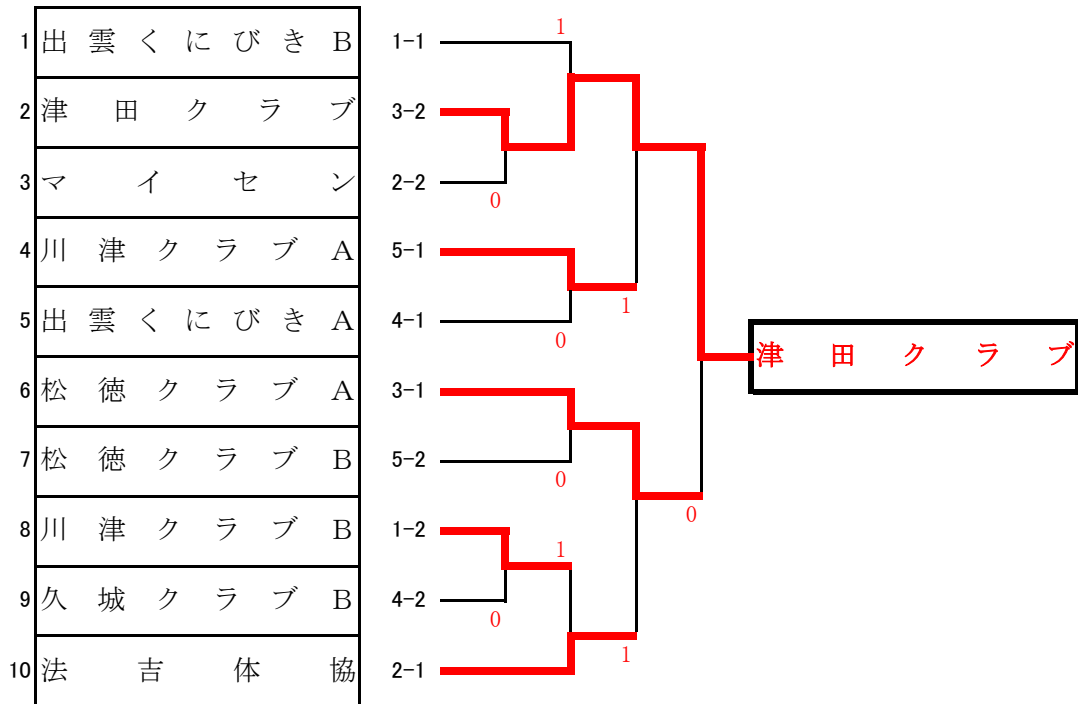 1 出雲くにびきB 1-1 1
2 津田クラブ 3-2
3 マイセン 2-2 0
4 川津クラブA 5-1 1
5 出雲くにびきA 4-1 0
津田クラブ
6 松徳クラブA 3-1
7 松徳クラブB 5-2 0
0
8 川津クラブB 1-2 1
9 久城クラブB 4-2 0
1
10 法吉体協 2-1